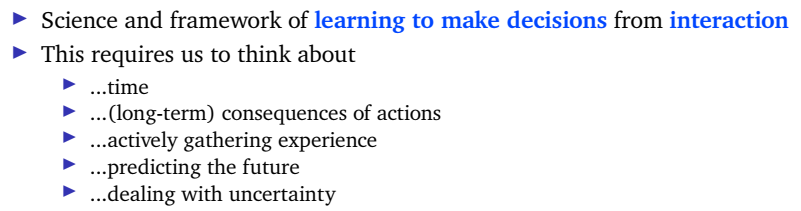 Science and framework of learning to make decisions from interaction
This requires us to think about
...time
...(long-term) consequences of actions
...actively gathering experience
...predicting the future
...dealing with uncertainty